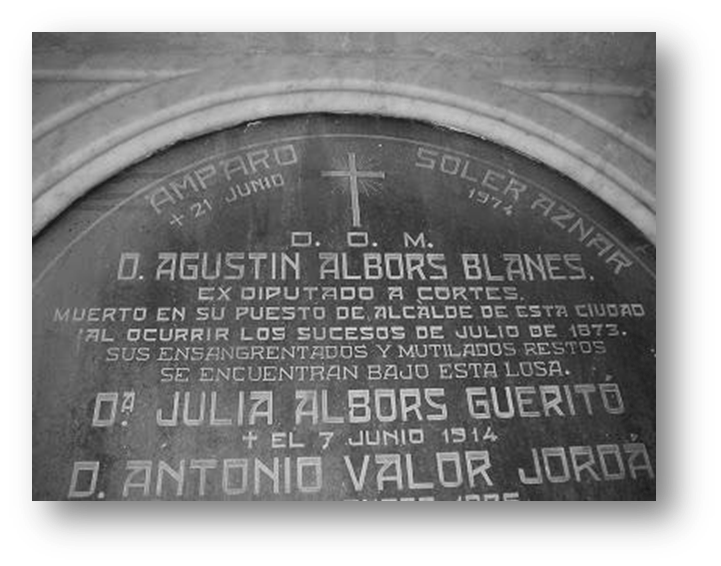 AMPARO SOLER AZNAR
+ 21 JUNIO 1974
D. O. M.
D. AGUSTIN ALBORS BLANES.
EX DIPUTADO A CORTES,
MUERTO EN SU PUESTO DE ALCALDE DE ESTA CIUDAD
AL OCURRIR LOS SUCESOS DE JULIO DE 1873.
SUS ENSANGRENTADOS Y MUTILADOS RESTOS
SE ENCUENTRAN BAJO ESTA LOSA.
Dª JULIA ALBORS GUERITÓ
+ EL 7 JUNIO 1914
D. ANTONIO VALOR JORDÁ